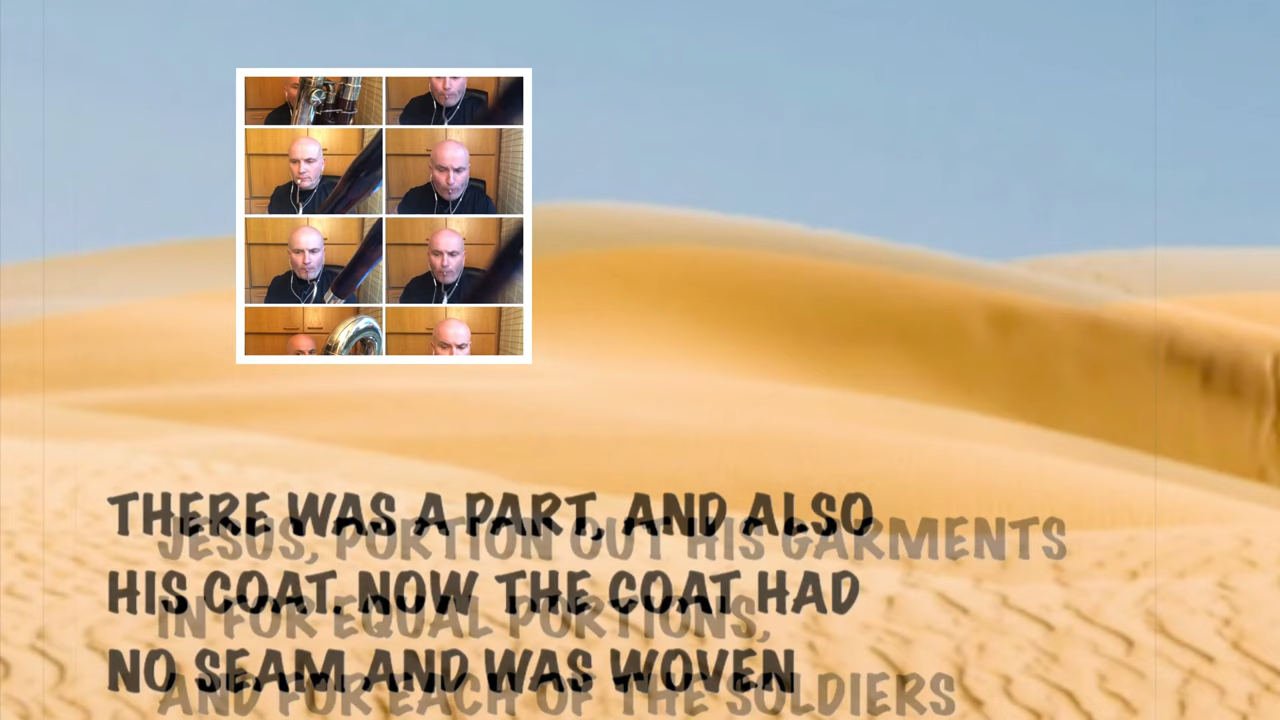 THERE WAS A PART, AND ALSO
JESUS, PORTION OUT HIS GARMENTS
HIS COAT. NOW THE COAT HAD
IN FOR EQUAL PORTIONS,
NO SEAM AND WAS WOVEN
AND FOR EACH OF THE SOLDIERS